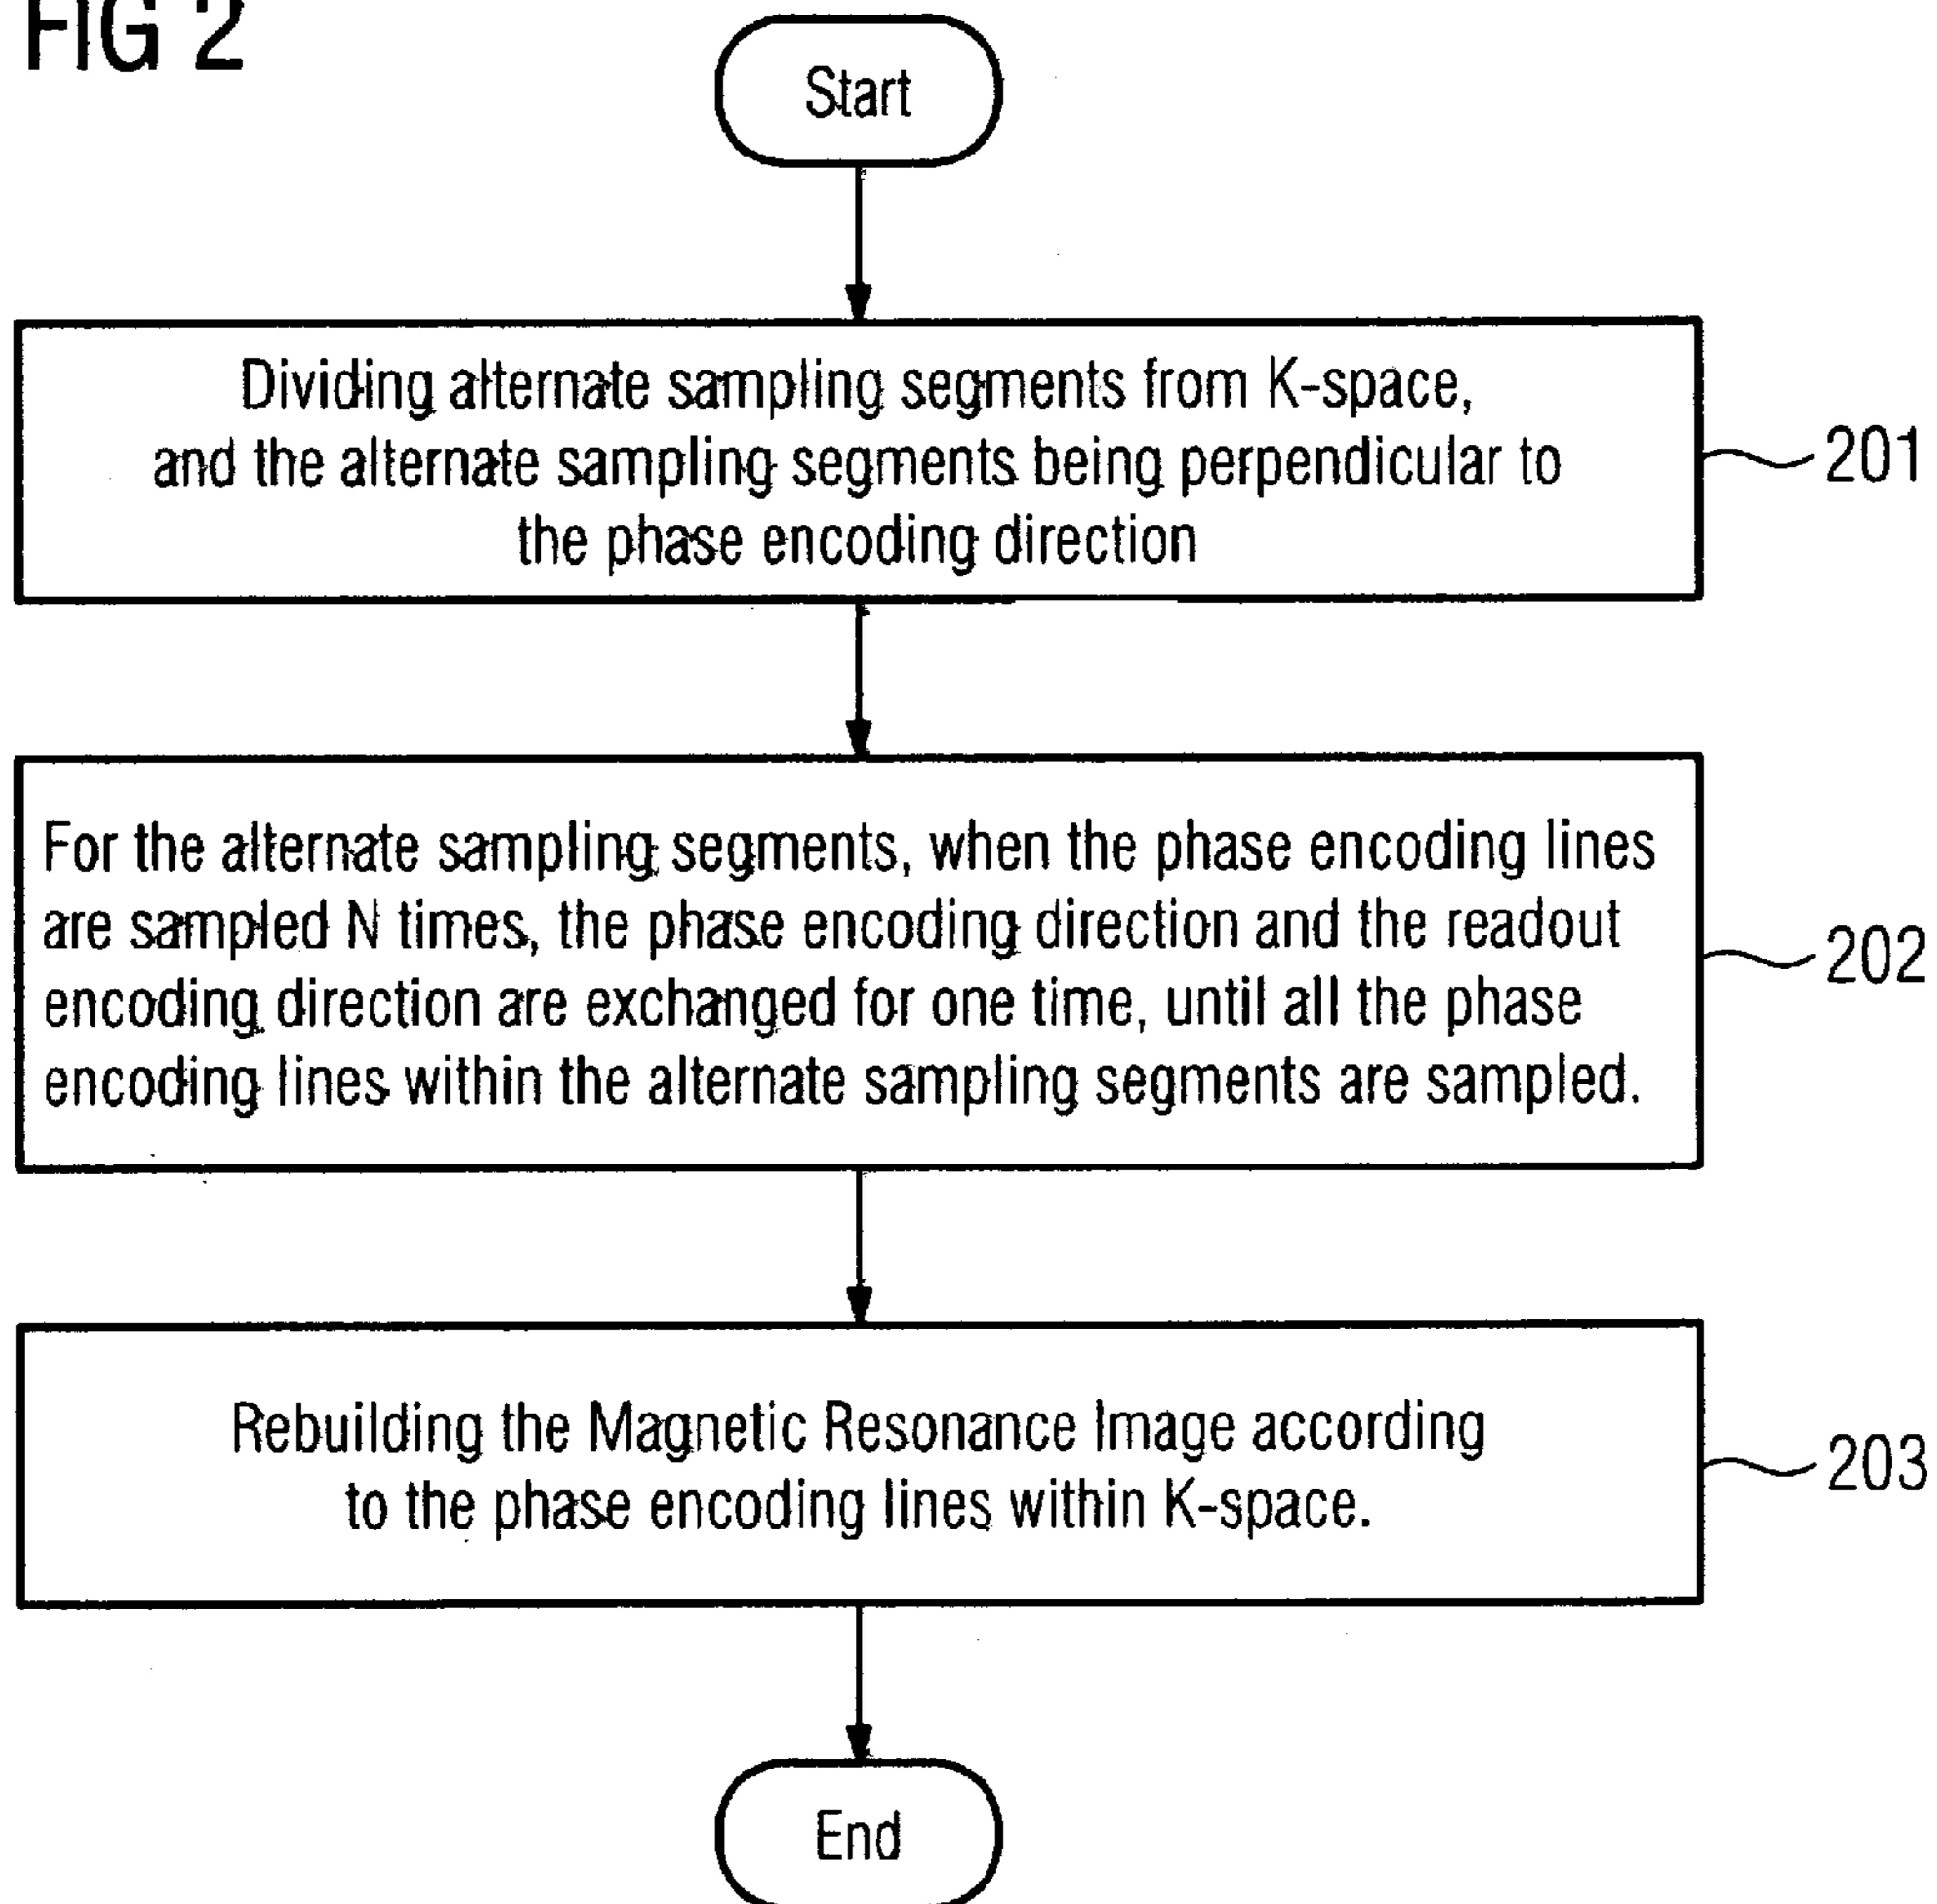 FIG 2
Start
Dividing alternate sampling segments from K-space,
and the alternate sampling segments being perpendicular to
the phase encoding direction
201
For the alternate sampling segments, when the phase encoding lines
are sampled N times, the phase encoding direction and the readout
encoding direction are exchanged for one time, until all the phase
encoding lines within the alternate sampling segments are sampled.
202
Rebuilding the Magnetic Resonance Image according
to the phase encoding lines within K-space.
203
End